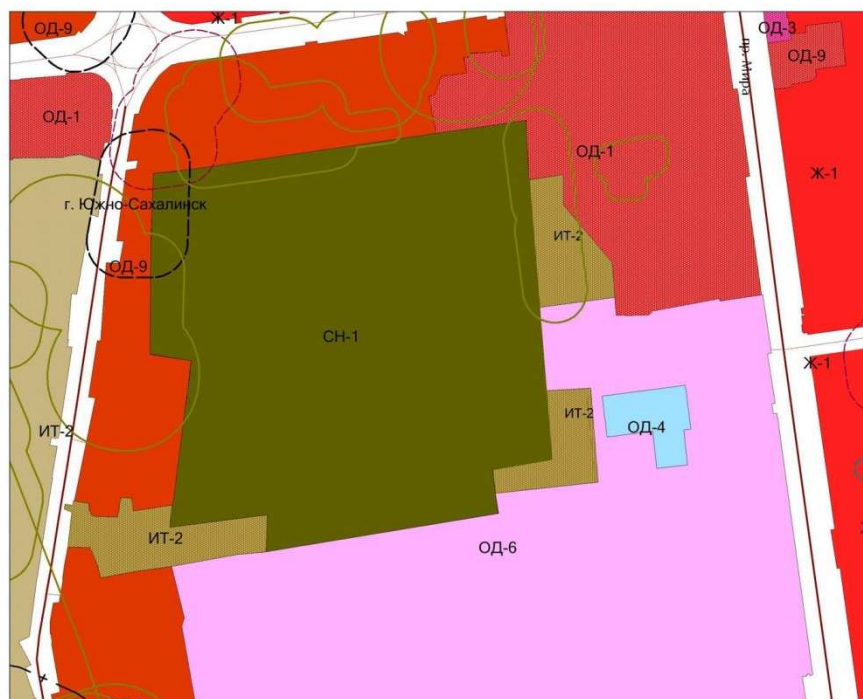 ОД-9
Ж-1
ОД-3
ОД-9
пр. Мира
ОД-1
ОД-1
Ж-1
г. Южно-Сахалинск
ИТ-2
ОД-9
СН-1
Ж-1
ИТ-2
ОД-4
ИТ-2
ИТ-2
ОД-6